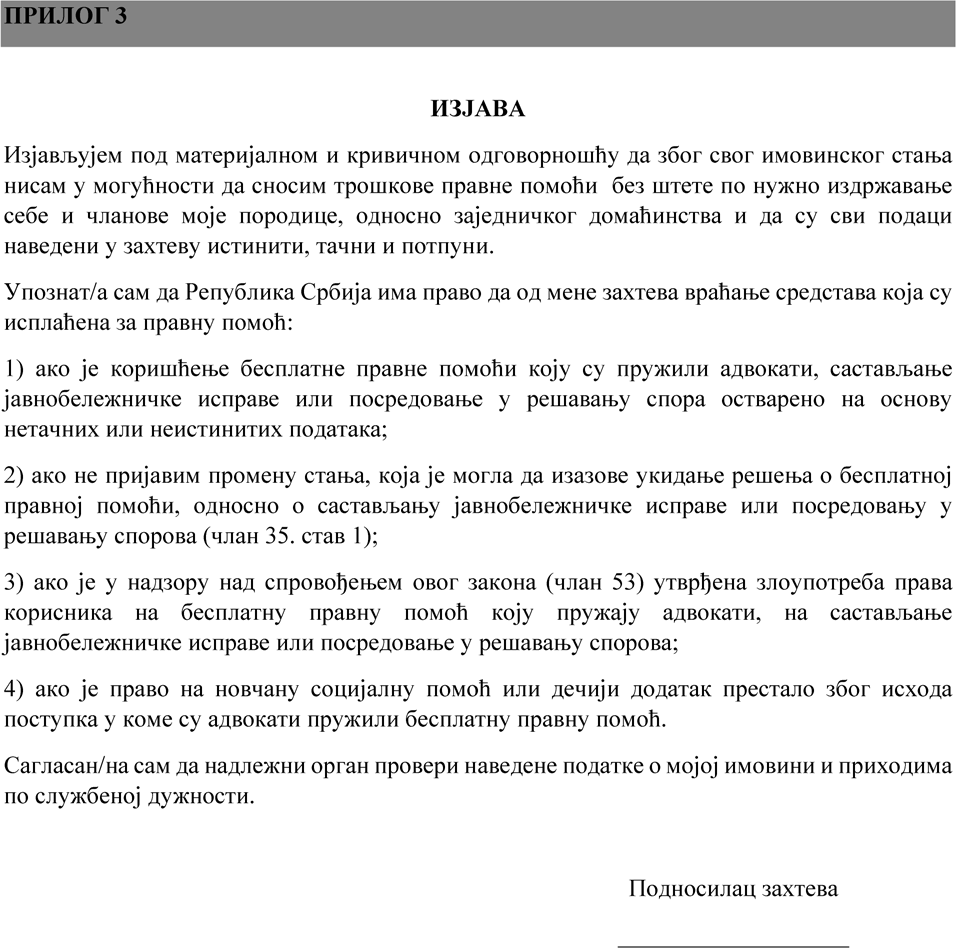 ПРИЛОГ 3
ИЗЈАВА
Изјављујем под материјалном и кривичном одговорношћу да због свог имовинског стања
нисам у могућности да сносим трошкове правне помоћи  без штете по нужно издржавање
себе и чланове моје породице, односно заједничког домаћинства и да су сви подаци
наведени у захтеву истинити, тачни и потпуни.
Упознат/а сам да Република Србија има право да од мене захтева враћање средстава која су
исплаћена за правну помоћ:
1) ако је коришћење бесплатне правне помоћи коју су пружили адвокати, састављање
јавнобележничке исправе или посредовање у решавању спора остварено на основу
нетачних или неистинитих података;
2) ако не пријавим промену стања, која је могла да изазове укидање решења о бесплатној
правној помоћи, односно о састављању јавнобележничке исправе или посредовању у
решавању спорова (члан 35. став 1);
3) ако је у надзору над спровођењем овог закона (члан 53) утврђена злоупотреба права
корисника на бесплатну правну помоћ коју пружају адвокати, на састављање
јавнобележничке исправе или посредовање у решавању спорова;
4) ако је право на новчану социјалну помоћ или дечији додатак престало због исхода
поступка у коме су адвокати пружили бесплатну правну помоћ.
Сагласан/на сам да надлежни орган провери наведене податке о мојој имовини и приходима
по службеној дужности.
Подносилац захтева